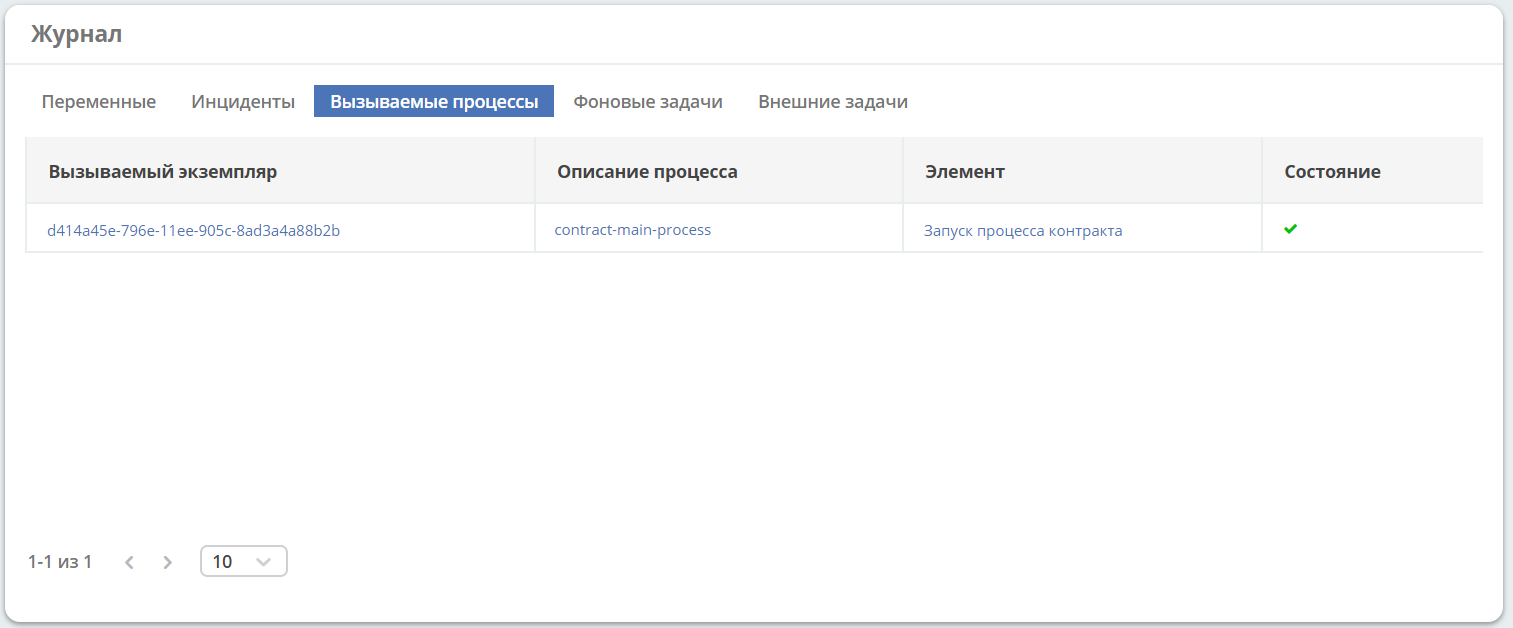 Журнал
Переменные Инциденты Вызываемые процессы Фоновые задачи Внешние задачи
Вызываемый экземпляр Описание процесса Элемент Состояние
d414a45e-796e-11ee-905c-8ad3a4a88b2b contract-main-process Запуск процесса контракта
1-1 из 1 10